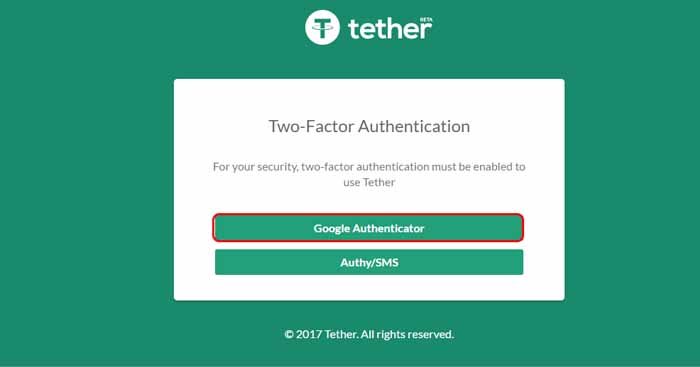 tether BETA
Two-Factor Authentication
For your security, two-factor authentication must be enabled to
use Tether
Google Authenticator
Authy/SMS
© 2017 Tether. All rights reserved.